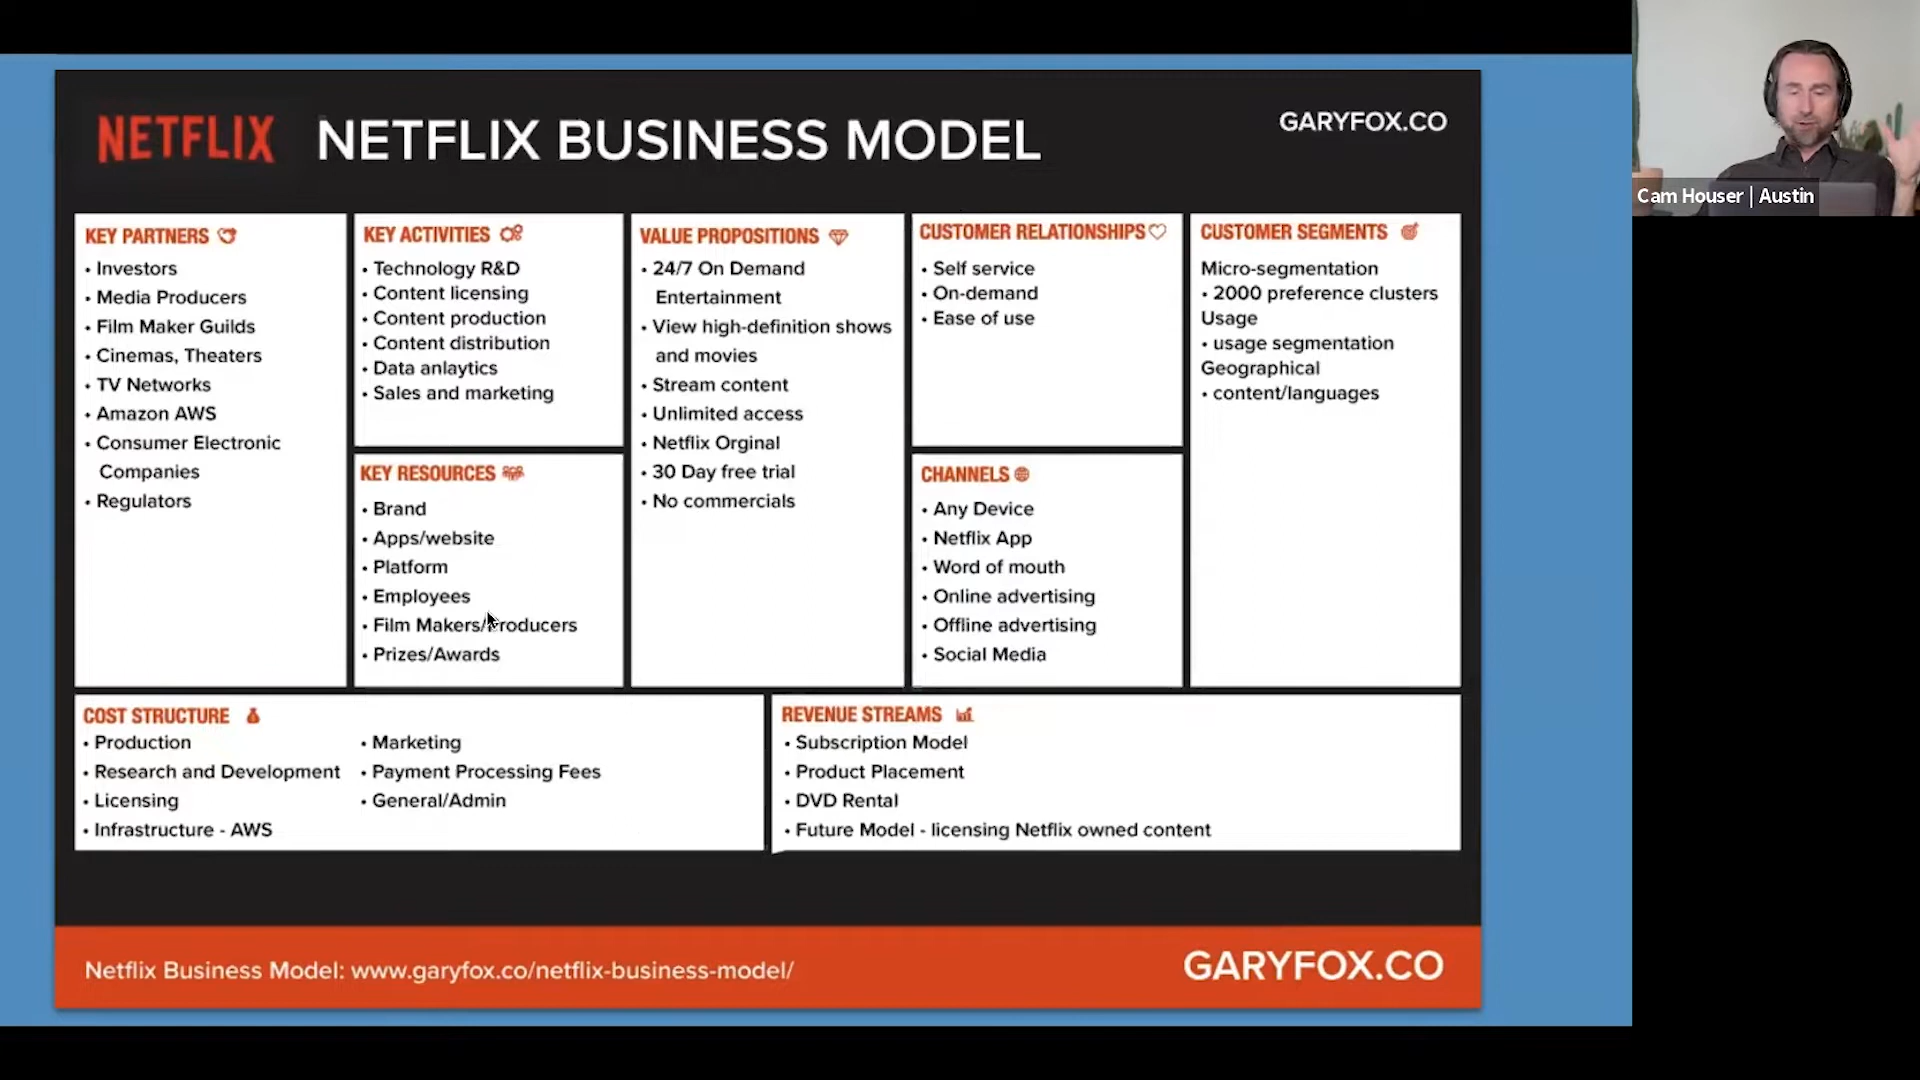 NETFLIX
NETFLIX BUSINESS MODEL
GARYFOX.CO
Cam Houser | Austin
KEY PARTNERS
• Investors
• Media Producers
• Film Maker Guilds
• Cinemas, Theaters
• TV Networks
• Amazon AWS
• Consumer Electronic
Companies
• Regulators
KEY ACTIVITIES
• Technology R&D
• Content licensing
• Content production
• Content distribution
• Data anlaytics
• Sales and marketing
KEY RESOURCES
• Brand
• Apps/website
• Platform
• Employees
• Film Makers/Producers
• Prizes/Awards
VALUE PROPOSITIONS
• 24/7 On Demand
Entertainment
• View high-definition shows
and movies
• Stream content
• Unlimited access
• Netflix Orginal
• 30 Day free trial
• No commercials
CUSTOMER RELATIONSHIPS
• Self service
• On-demand
• Ease of use
CHANNELS
• Any Device
• Netflix App
• Word of mouth
• Online advertising
• Offline advertising
• Social Media
CUSTOMER SEGMENTS
Micro-segmentation
• 2000 preference clusters
Usage
• usage segmentation
Geographical
• content/languages
COST STRUCTURE
• Production
• Research and Development
• Licensing
• Infrastructure - AWS
• Marketing
• Payment Processing Fees
• General/Admin
REVENUE STREAMS
• Subscription Model
• Product Placement
• DVD Rental
• Future Model - licensing Netflix owned content
Netflix Business Model: www.garyfox.co/netflix-business-model/
GARYFOX.CO